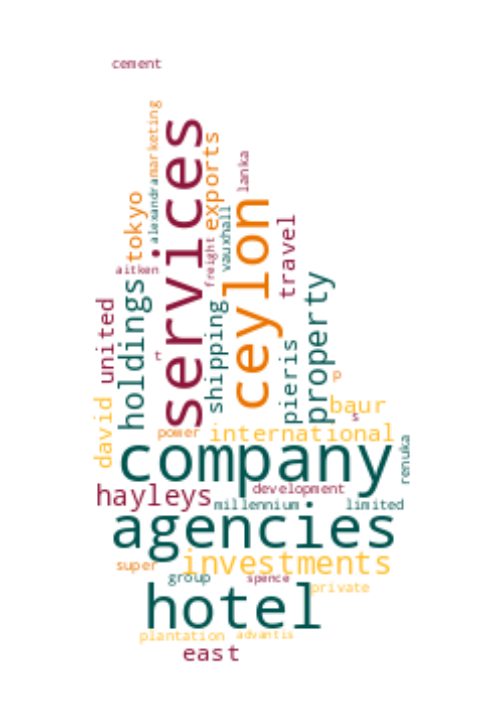 cement
marketing
alexandra
tokyo
services
exports
lanka
vauxhall
freight
ceylon
travel
aitken
united
holdings
shipping
pieris
property
r
p
david
baur
s
power
international
company
renuka
hayleys
development
millennium
limited
agencies
super
investments
group
spence
private
hotel
plantation
advantis
east